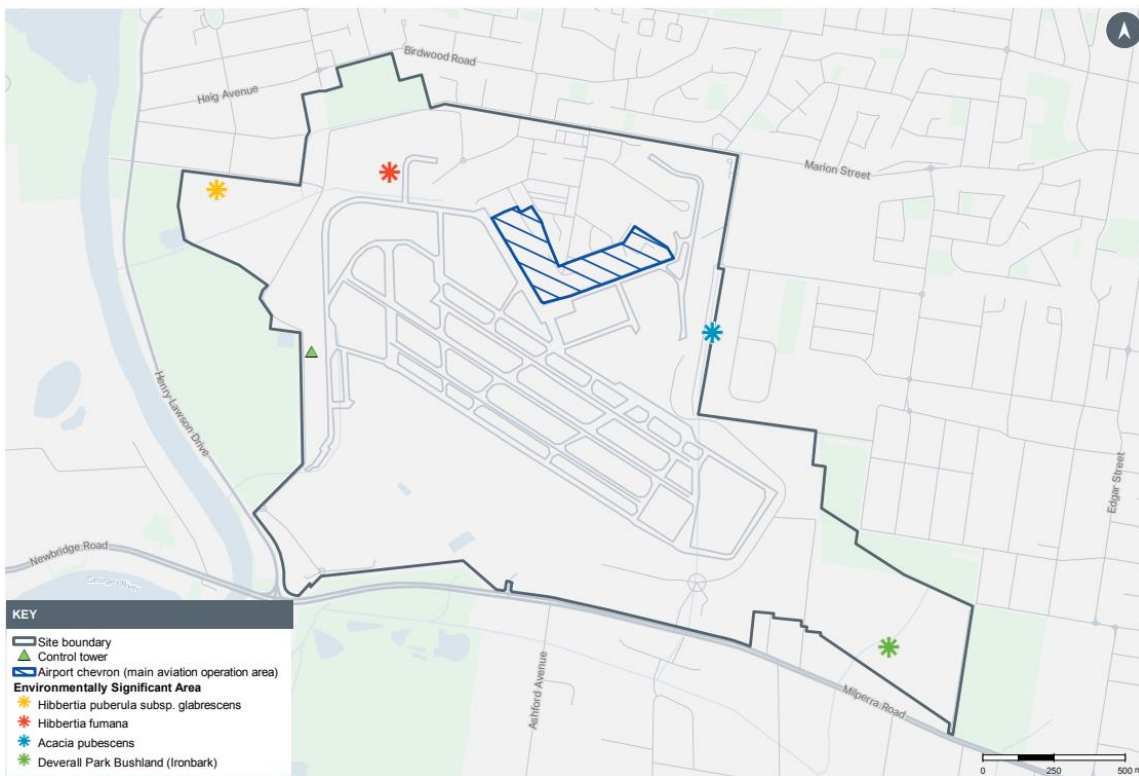 Birdwood Road
Haig Avenue
Marion Street
Henry Lawson Drive
Edgar Street
Newbridge Road
Georges River
Ashford Avenue
Milperra Road
KEY
Site boundary
Control tower
Airport chevron (main aviation operation area)
Environmentally Significant Area
Hibbertia puberula subsp. glabrescens
Hibbertia fumana
Acacia pubescens
Deverall Park Bushland (Ironbark)
0 250 500 m